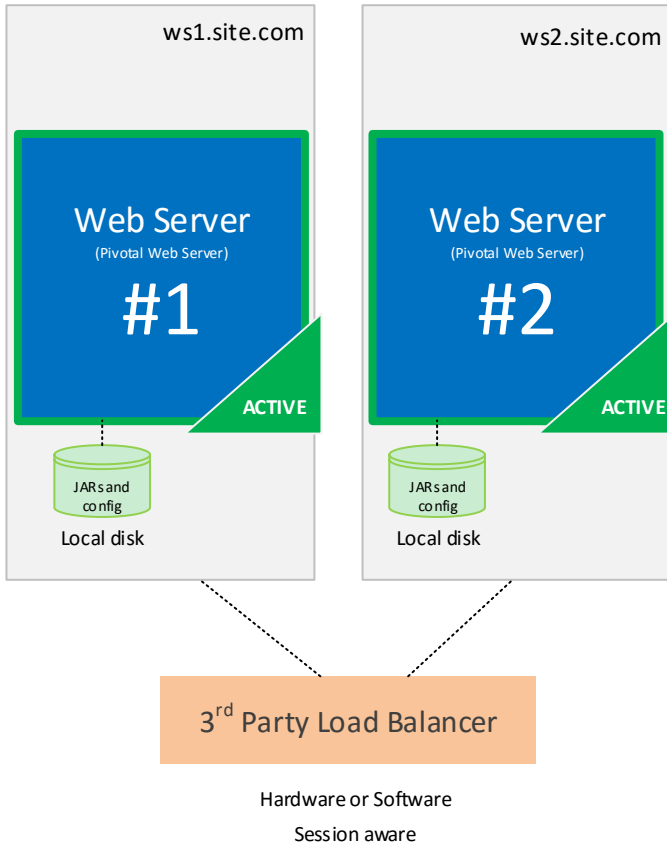 ws1.site.com
Web Server
(Pivotal Web Server)
#1
ACTIVE
JARs and
config
Local disk
ws2.site.com
Web Server
(Pivotal Web Server)
#2
ACTIVE
JARs and
config
Local disk
3rd Party Load Balancer
Hardware or Software
Session aware